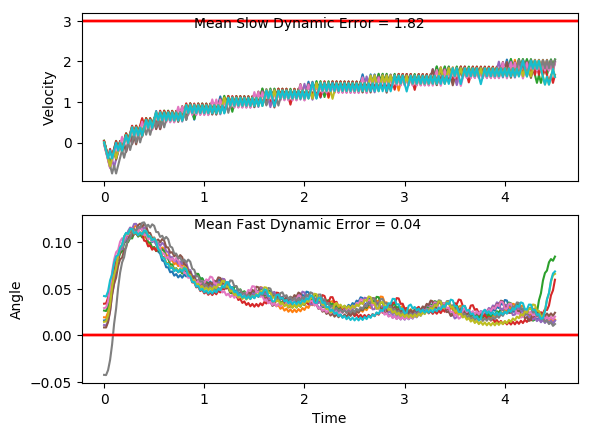 Mean Slow Dynamic Error = 1.82
3
2
1
0
Velocity
0 1 2 3 4
Mean Fast Dynamic Error = 0.04
0.10
0.05
0.00
−0.05
Angle
0 1 2 3 4
Time